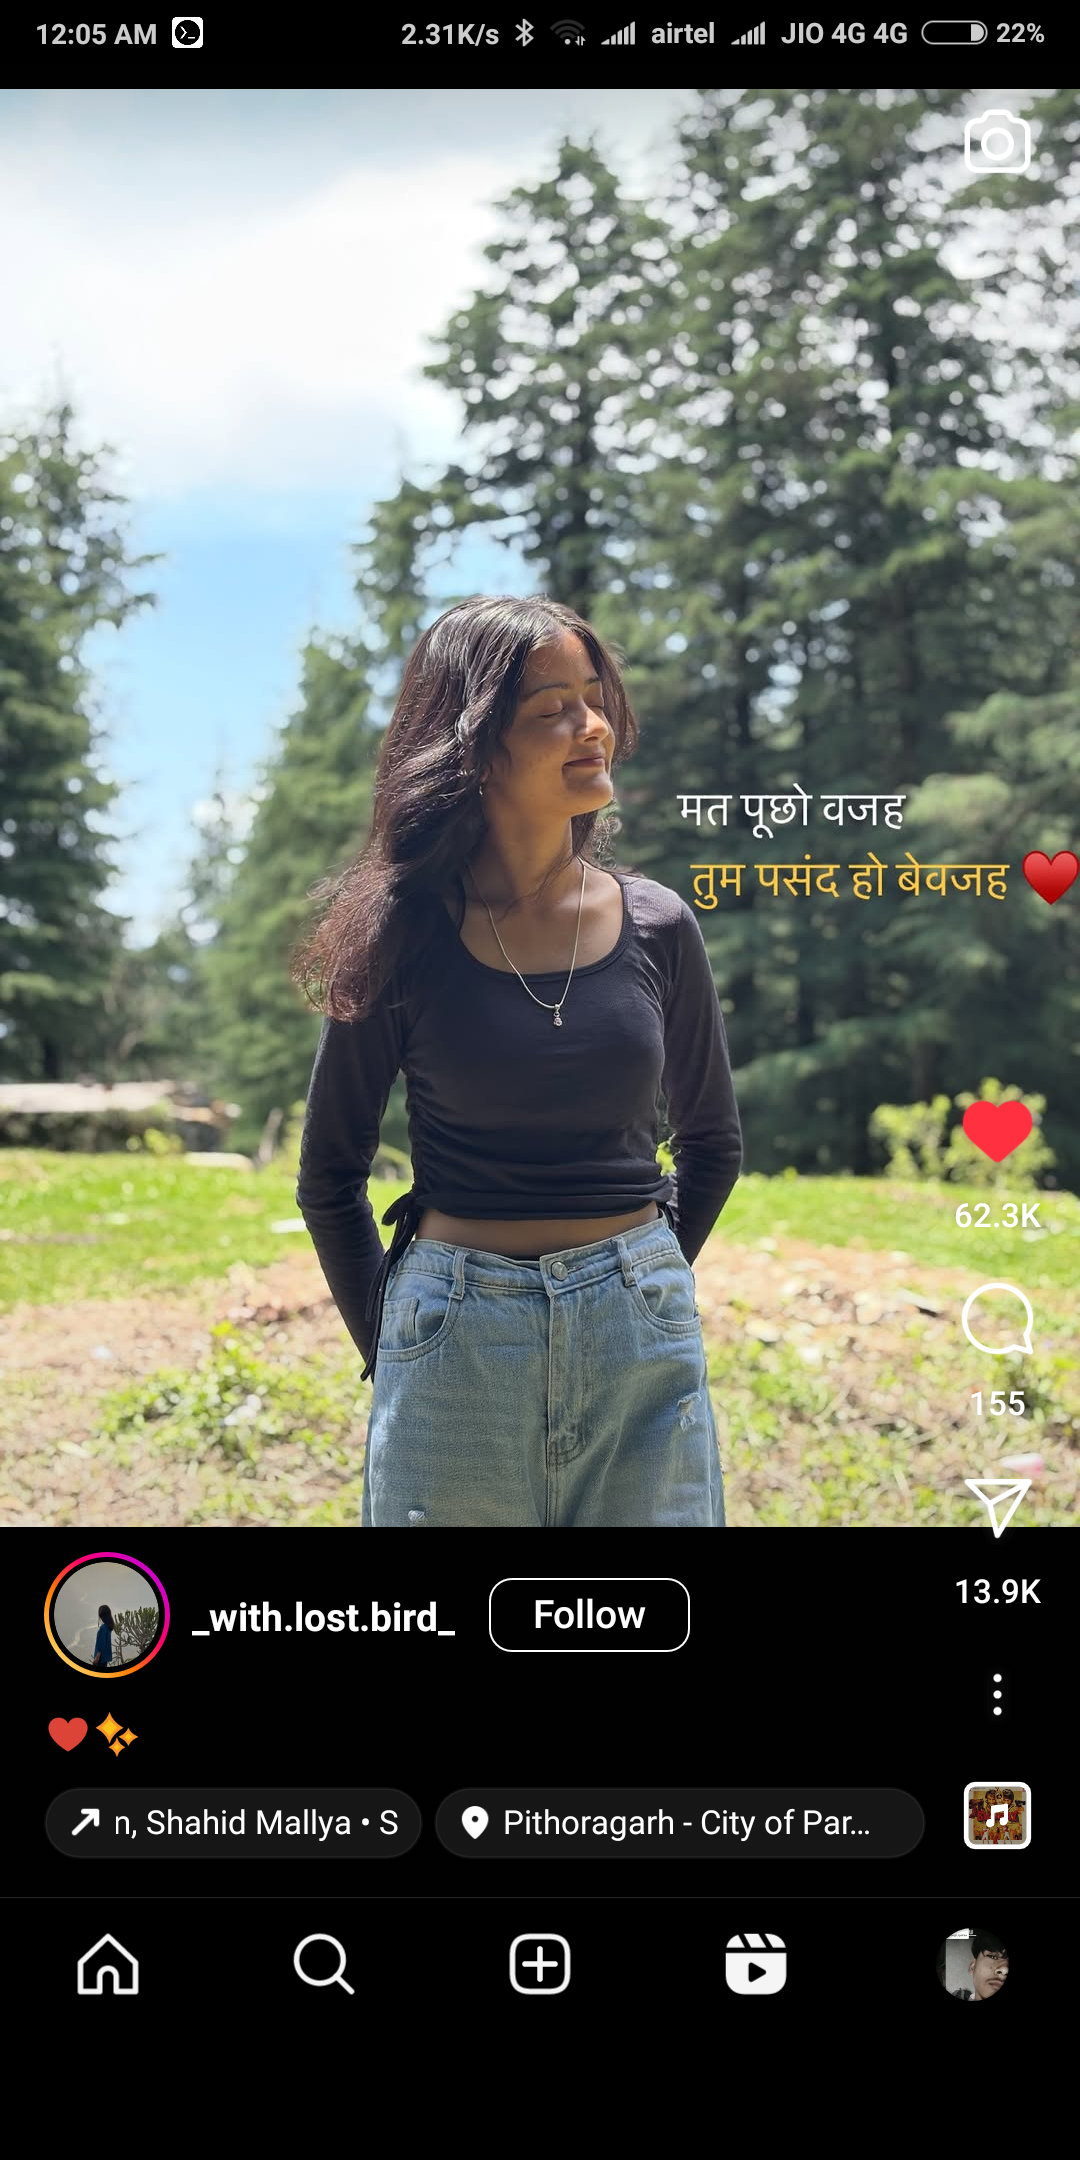 12:05 AM 2.31K/s airtel JIO 4G 4G 22%
मत पूछो वजह
तुम पसंद हो बेवजह ♥️
62.3K
155
13.9K
_with.lost.bird_ Follow
❤️✨
n, Shahid Mallya • S Pithoragarh - City of Par...